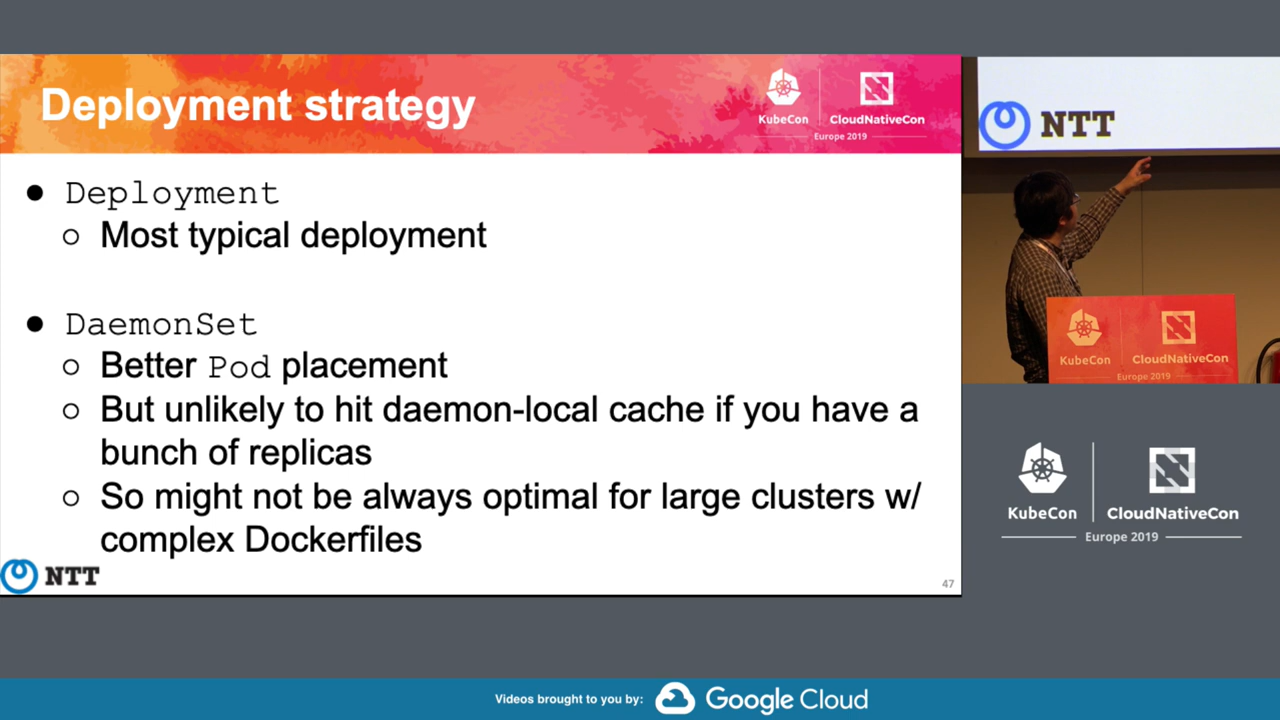 Deployment strategy
KubeCon
CloudNativeCon
Europe 2019
● Deployment
○ Most typical deployment
● DaemonSet
○ Better Pod placement
○ But unlikely to hit daemon-local cache if you have a
bunch of replicas
○ So might not be always optimal for large clusters w/
complex Dockerfiles
NTT
47
NTT
KubeCon
CloudNativeCon
Europe 2019
KubeCon
CloudNativeCon
Europe 2019
Videos brought to you by:
Google Cloud